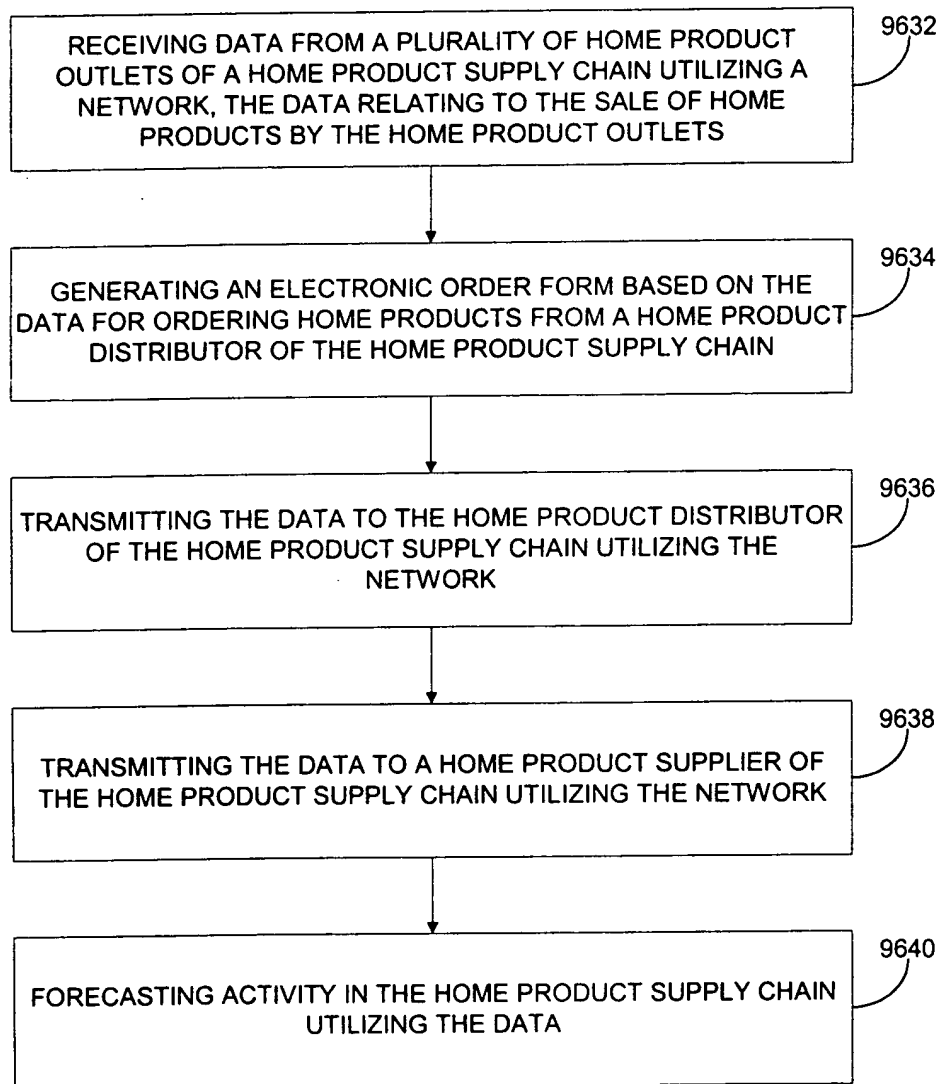 RECEIVING DATA FROM A PLURALITY OF HOME PRODUCT
OUTLETS OF A HOME PRODUCT SUPPLY CHAIN UTILIZING A
NETWORK, THE DATA RELATING TO THE SALE OF HOME
PRODUCTS BY THE HOME PRODUCT OUTLETS
9632
GENERATING AN ELECTRONIC ORDER FORM BASED ON THE
DATA FOR ORDERING HOME PRODUCTS FROM A HOME PRODUCT
DISTRIBUTOR OF THE HOME PRODUCT SUPPLY CHAIN
9634
TRANSMITTING THE DATA TO THE HOME PRODUCT DISTRIBUTOR
OF THE HOME PRODUCT SUPPLY CHAIN UTILIZING THE
NETWORK
9636
TRANSMITTING THE DATA TO A HOME PRODUCT SUPPLIER OF
THE HOME PRODUCT SUPPLY CHAIN UTILIZING THE NETWORK
9638
FORECASTING ACTIVITY IN THE HOME PRODUCT SUPPLY CHAIN
UTILIZING THE DATA
9640